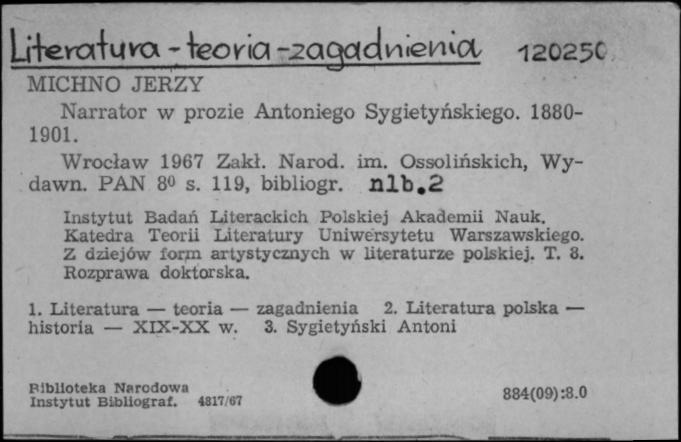 Literatura - teoria - zagadnienia 120250
MICHNO JERZY
Narrator w prozie Antoniego Sygietyńskiego. 1880-
1901.
Wrocław 1967 Zakł. Narod. im. Ossolińskich, Wy-
dawn. PAN 8⁰ s. 119, bibliogr. nlb.2
Instytut Badań Literackich Polskiej Akademii Nauk.
Katedra Teorii Literatury Uniwersytetu Warszawskiego.
Z dziejów form artystycznych w literaturze polskiej. T. 8.
Rozprawa doktorska.
1. Literatura — teoria — zagadnienia 2. Literatura polska —
historia — XIX-XX w. 3. Sygietyński Antoni
Biblioteka Narodowa
Instytut Bibliograf. 4817/67 884(09):8.0